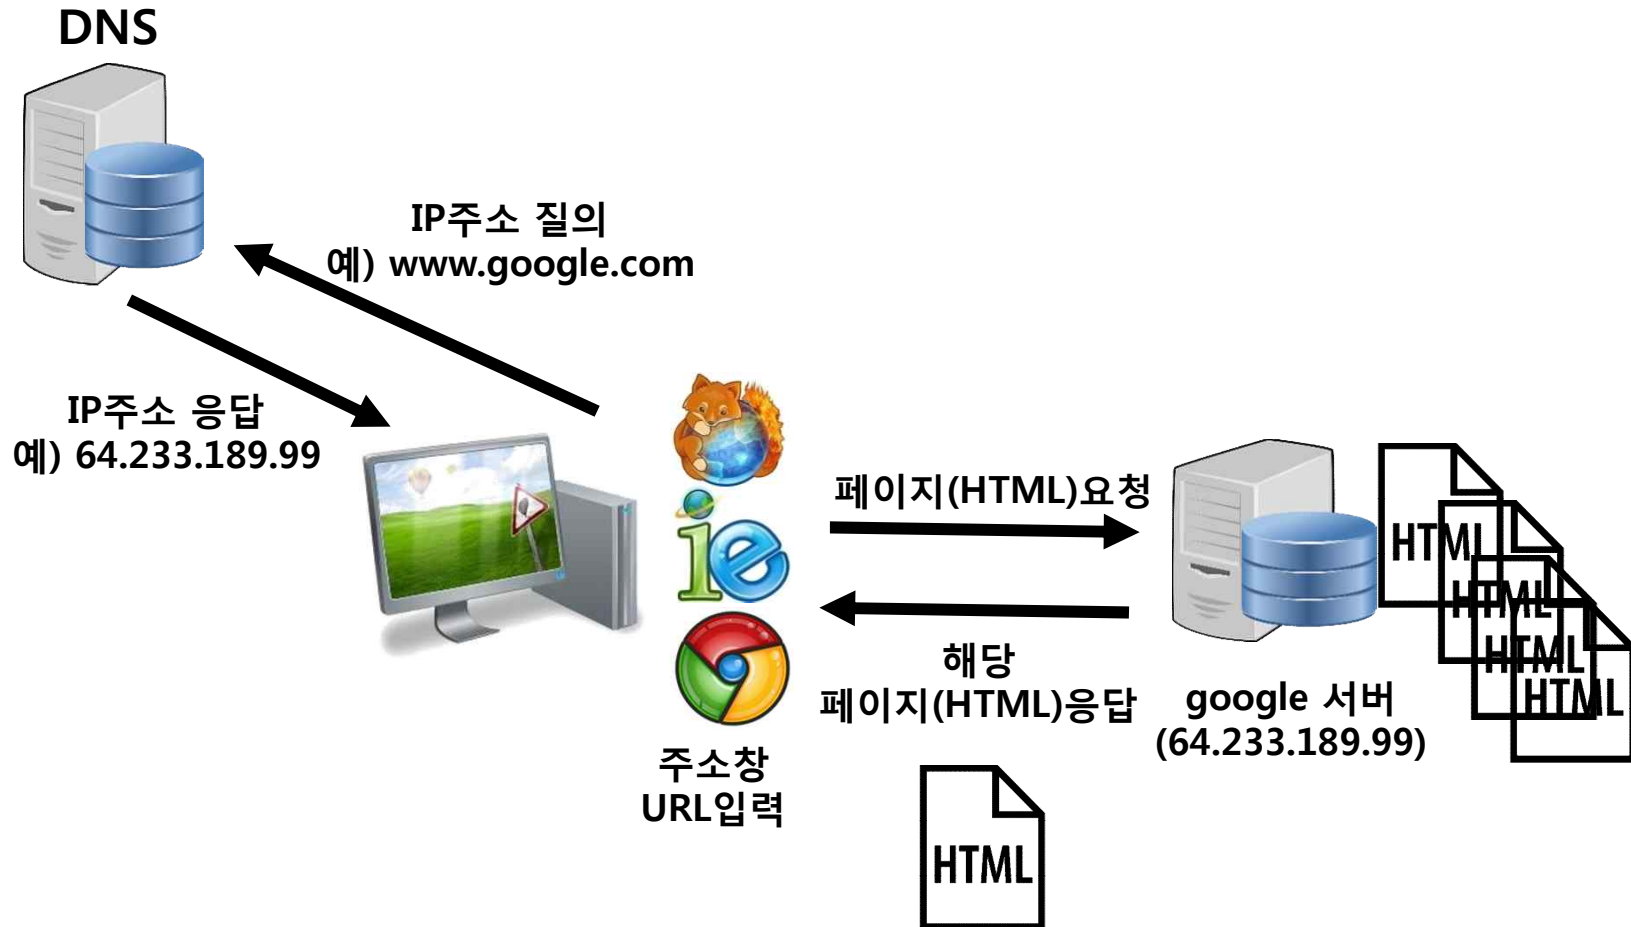 DNS
IP주소 질의
예) www.google.com
IP주소 응답
예) 64.233.189.99
ie
주소창
URL입력
페이지(HTML)요청
해당
페이지(HTML)응답
HTML
google 서버
(64.233.189.99)
HTML
HTML
HTML
HTML